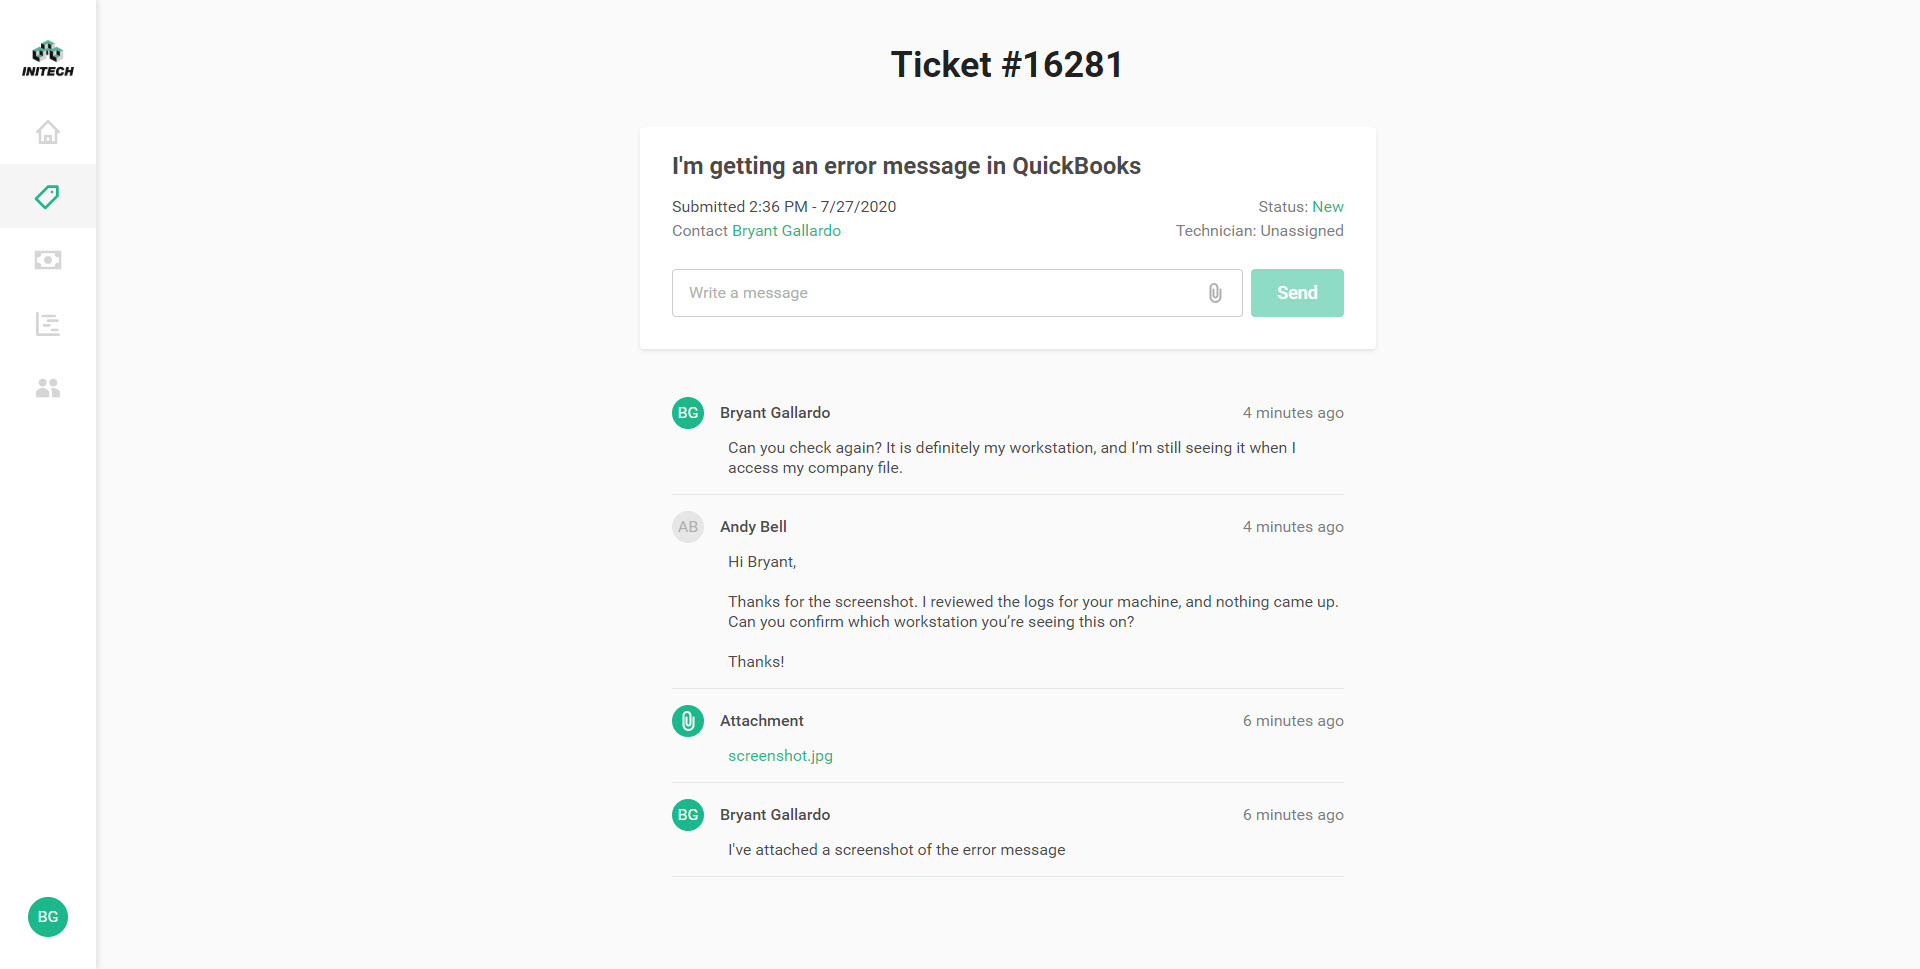 INITECH
Ticket #16281
I'm getting an error message in QuickBooks
Submitted 2:36 PM - 7/27/2020
Status: New
Contact Bryant Gallardo
Technician: Unassigned
Write a message
Send
BG Bryant Gallardo 4 minutes ago
Can you check again? It is definitely my workstation, and I’m still seeing it when I
access my company file.
AB Andy Bell 4 minutes ago
Hi Bryant,
Thanks for the screenshot. I reviewed the logs for your machine, and nothing came up.
Can you confirm which workstation you’re seeing this on?
Thanks!
Attachment 6 minutes ago
screenshot.jpg
BG Bryant Gallardo 6 minutes ago
I've attached a screenshot of the error message
BG